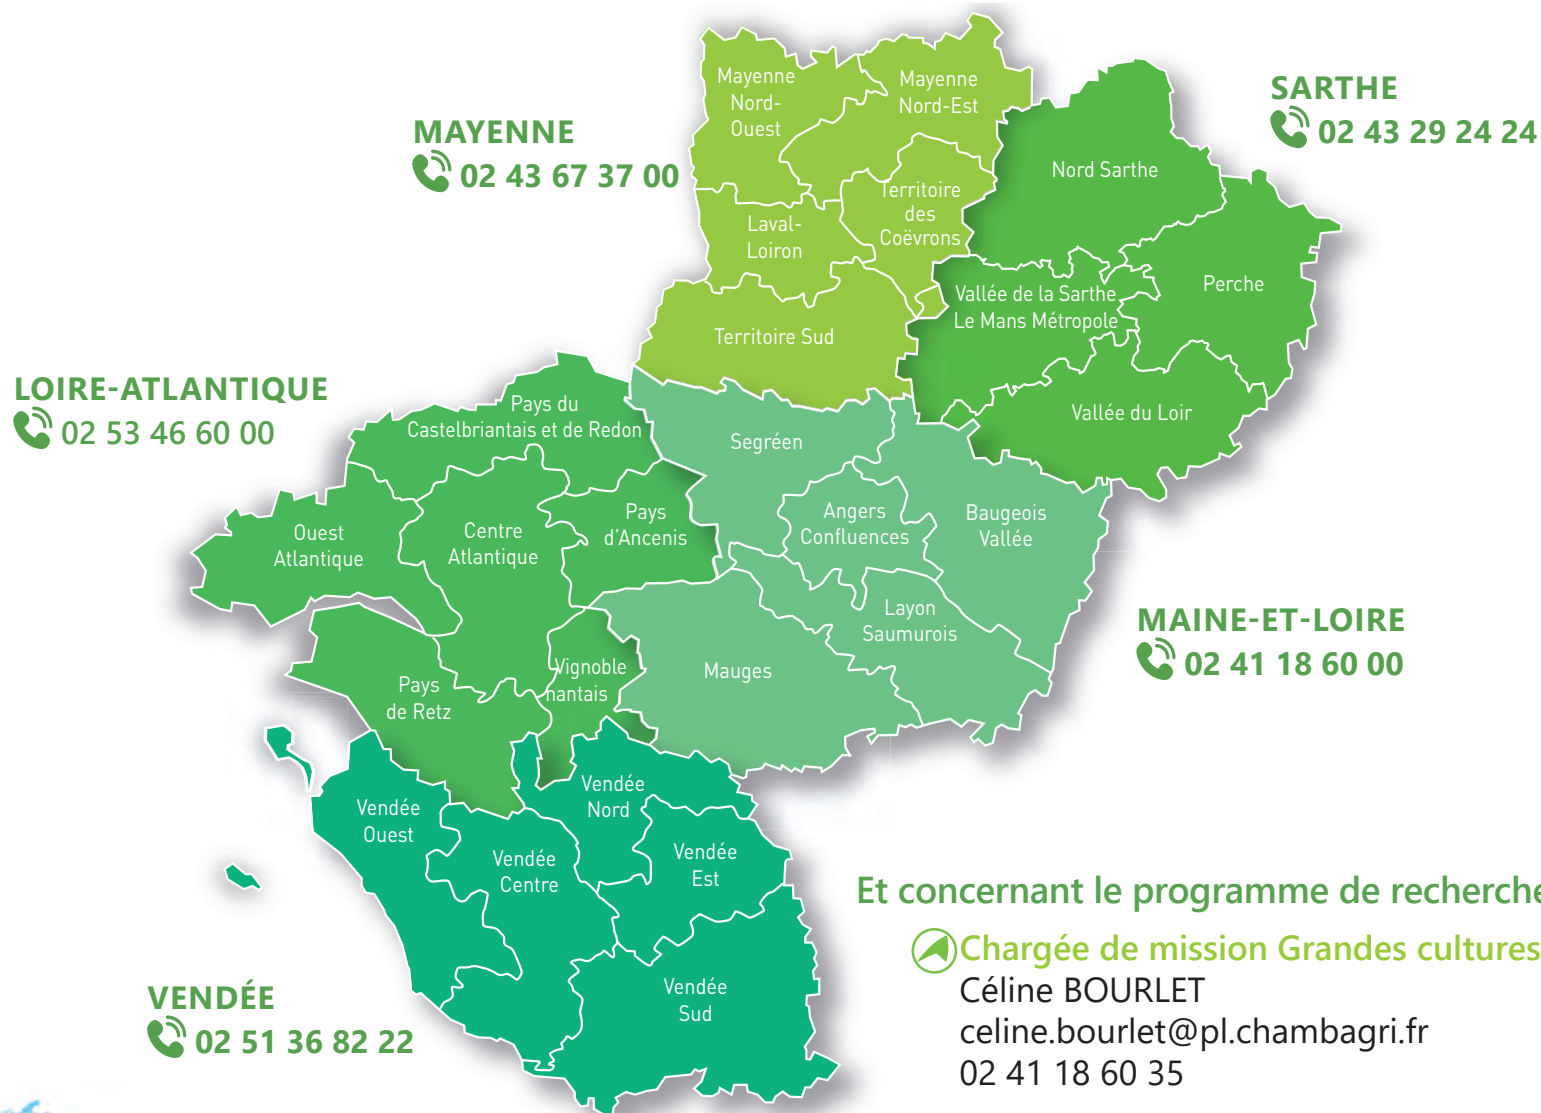 MAYENNE
02 43 67 37 00
SARTHE
02 43 29 24 24
LOIRE-ATLANTIQUE
02 53 46 60 00
MAINE-ET-LOIRE
02 41 18 60 00
VENDÉE
02 51 36 82 22
Mayenne
Nord-
Ouest
Mayenne
Nord-Est
Territoire
des
Coëvrons
Laval-
Loiron
Territoire Sud
Nord Sarthe
Perche
Vallée de la Sarthe
Le Mans Métropole
Vallée du Loir
Pays du
Castelbriantais et de Redon
Ouest
Atlantique
Centre
Atlantique
Pays
d'Ancenis
Pays
de Retz
Vignoble
nantais
Segréen
Angers
Confluences
Baugeois
Vallée
Layon
Saumurois
Mauges
Vendée
Ouest
Vendée
Nord
Vendée
Centre
Vendée
Est
Vendée
Sud
Et concernant le programme de recherche
Chargée de mission Grandes cultures
Céline BOURLET
celine.bourlet@pl.chambagri.fr
02 41 18 60 35